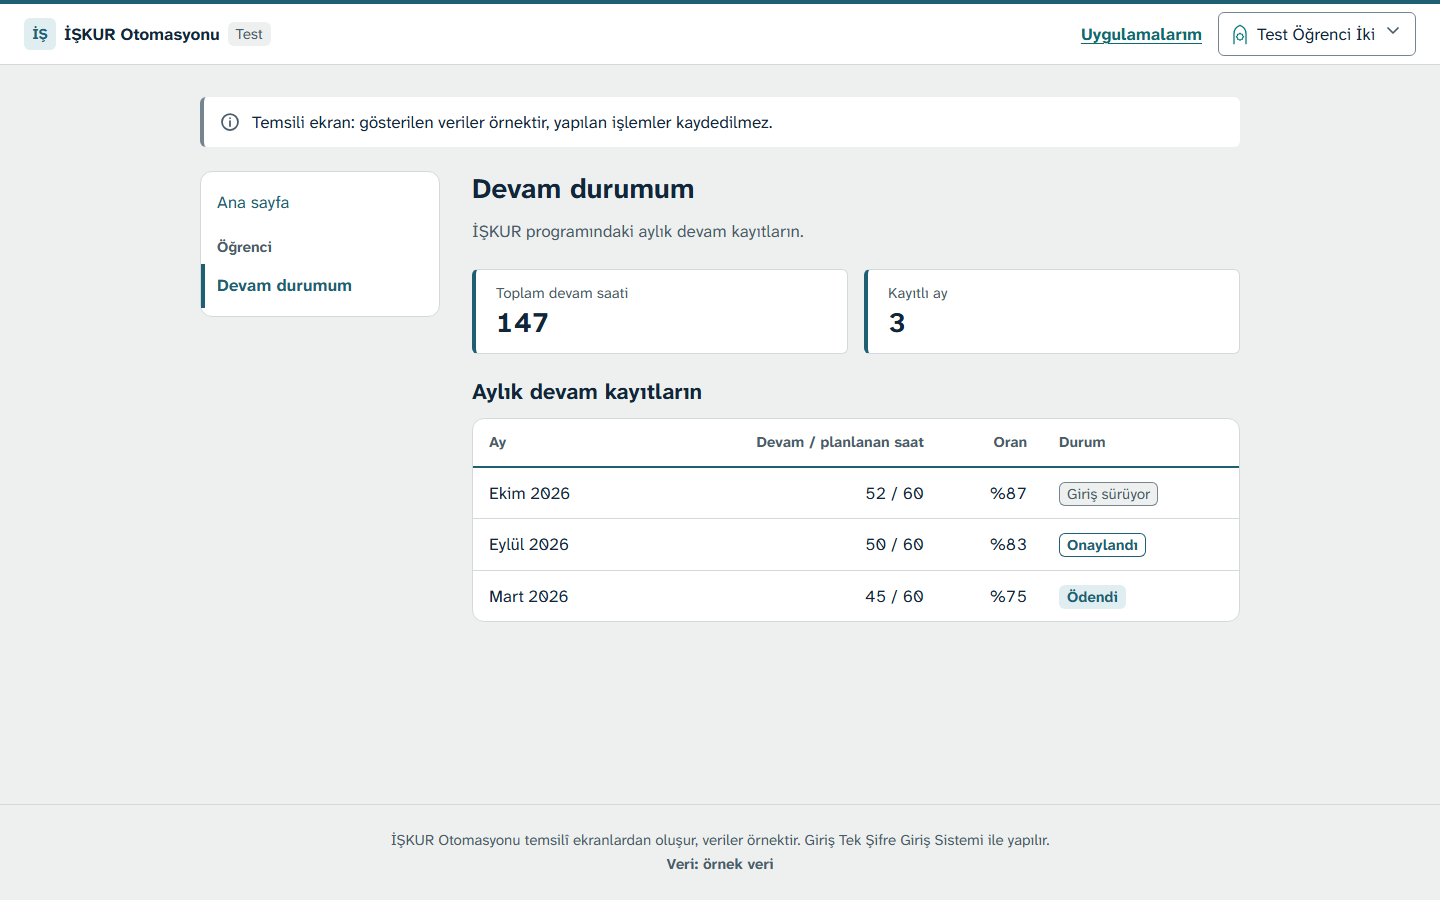 İŞ İŞKUR Otomasyonu Test
Uygulamalarım
Test Öğrenci İki
Temsili ekran: gösterilen veriler örnektir, yapılan işlemler kaydedilmez.
Ana sayfa
Öğrenci
Devam durumum
Devam durumum
İŞKUR programındaki aylık devam kayıtların.
Toplam devam saati
147
Kayıtlı ay
3
Aylık devam kayıtların
Ay Devam / planlanan saat Oran Durum
Ekim 2026 52 / 60 %87 Giriş sürüyor
Eylül 2026 50 / 60 %83 Onaylandı
Mart 2026 45 / 60 %75 Ödendi
İŞKUR Otomasyonu temsilî ekranlardan oluşur, veriler örnektir. Giriş Tek Şifre Giriş Sistemi ile yapılır.
Veri: örnek veri